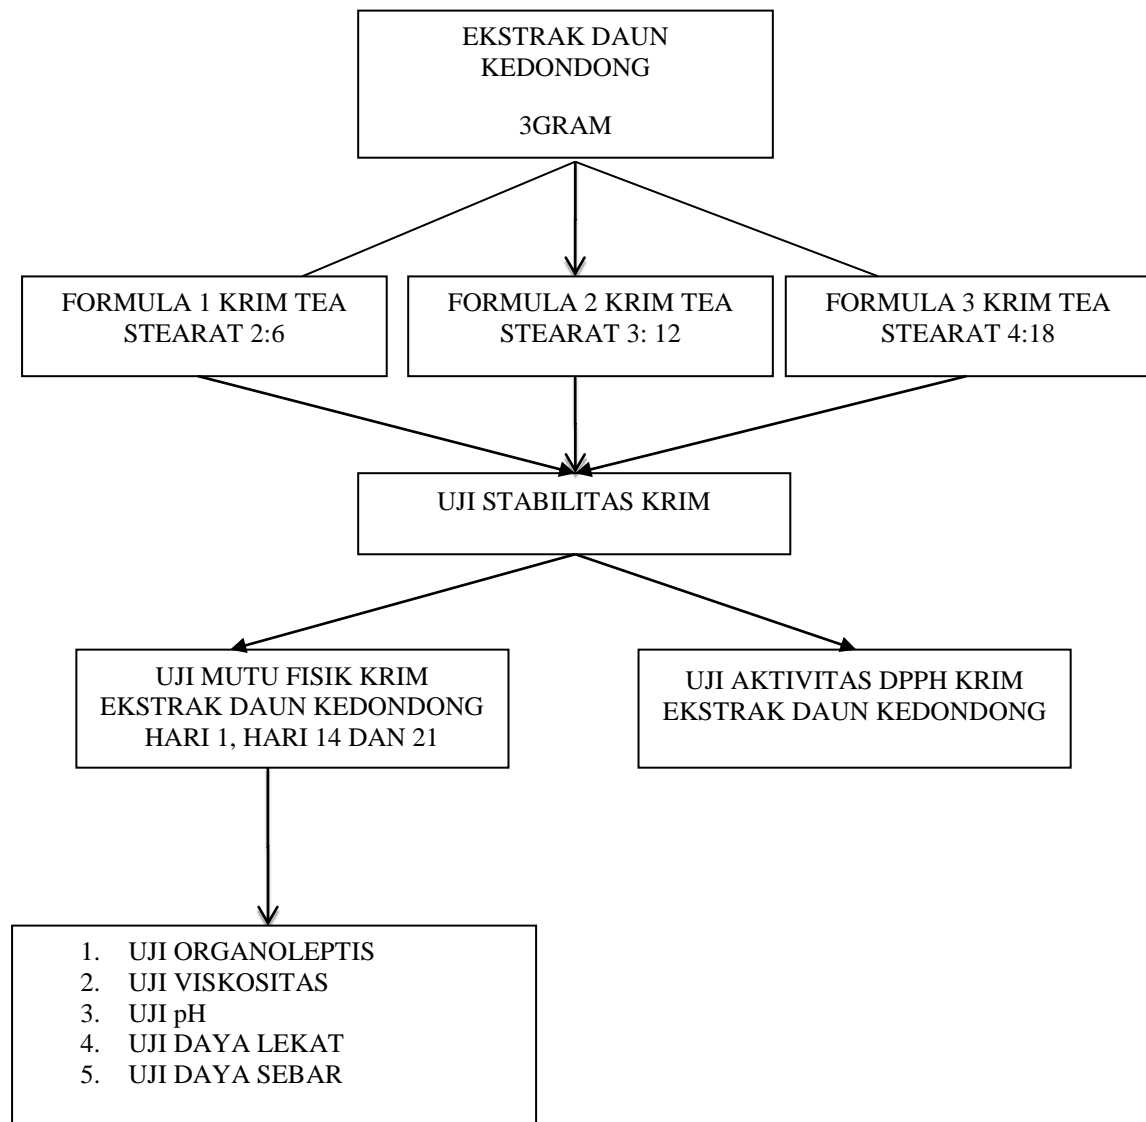 EKSTRAK DAUN
KEDONDONG
3GRAM
FORMULA 1 KRIM TEA
STEARAT 2:6
FORMULA 2 KRIM TEA
STEARAT 3: 12
FORMULA 3 KRIM TEA
STEARAT 4:18
UJI STABILITAS KRIM
UJI MUTU FISIK KRIM
EKSTRAK DAUN KEDONDONG
HARI 1, HARI 14 DAN 21
UJI AKTIVITAS DPPH KRIM
EKSTRAK DAUN KEDONDONG
1. UJI ORGANOLEPTIS
2. UJI VISKOSITAS
3. UJI pH
4. UJI DAYA LEKAT
5. UJI DAYA SEBAR